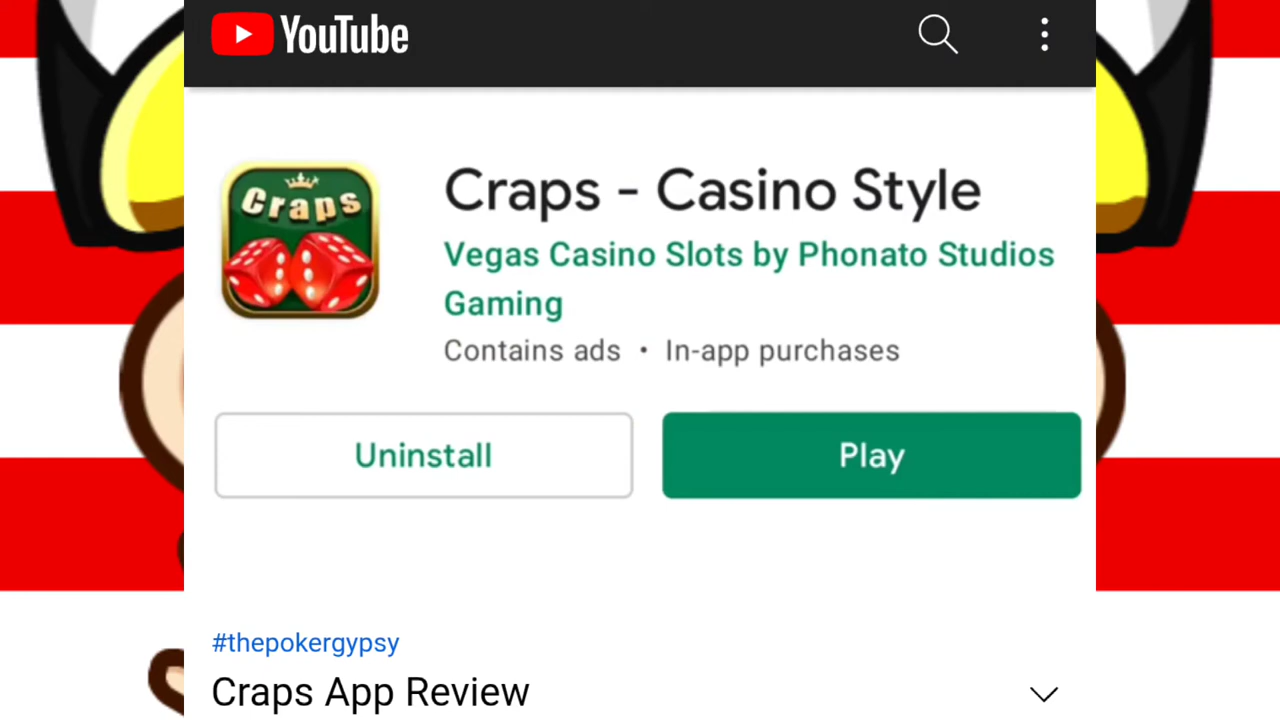 YouTube
Craps
Craps - Casino Style
Vegas Casino Slots by Phonato Studios
Gaming
Contains ads • In-app purchases
Uninstall
Play
#thepokergypsy
Craps App Review